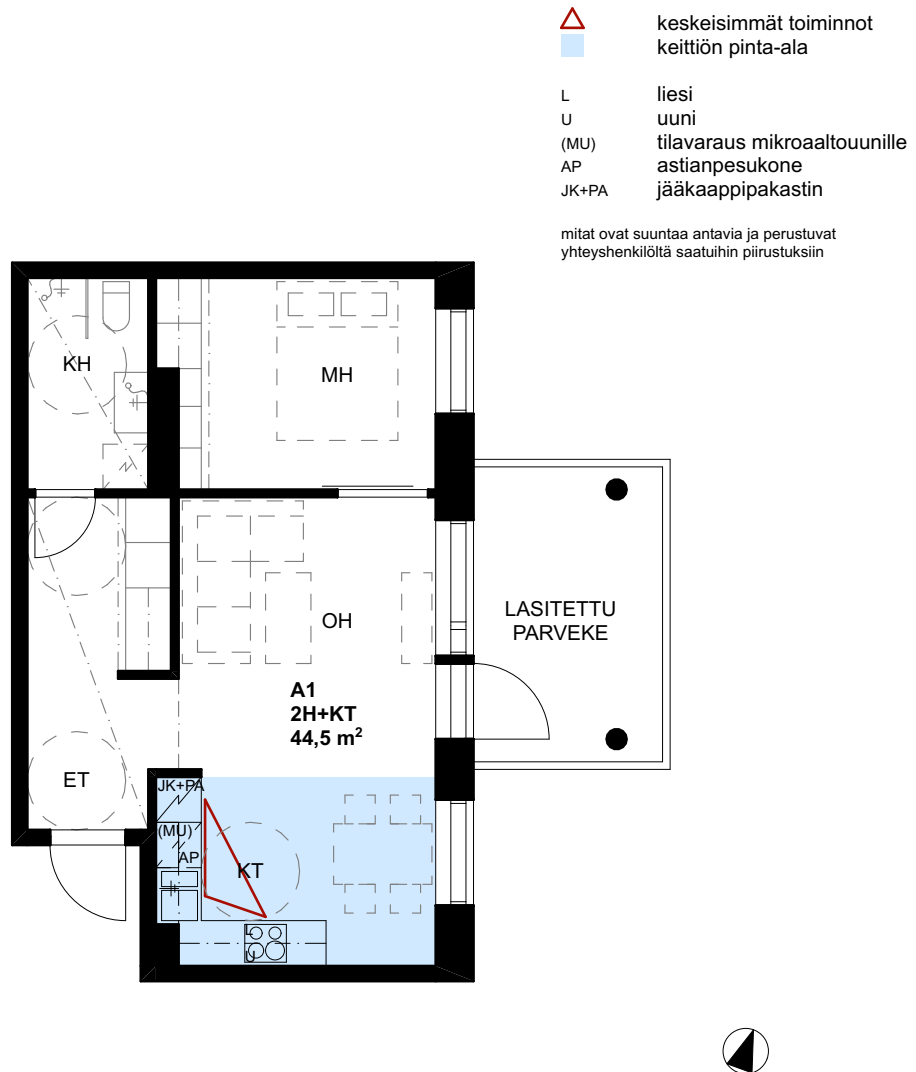 keskeisimmät toiminnot
keittiön pinta-ala
L liesi
U uuni
(MU) tilavaraus mikroaaltouunille
AP astianpesukone
JK+PA jääkaappipakastin
mitat ovat suuntaa antavia ja perustuvat
yhteyshenkilöltä saatuihin piirustuksiin
KH
MH
LASITETTU
PARVEKE
OH
A1
2H+KT
44,5 m²
ET
JK+PA
(MU)
AP
KT
L
U